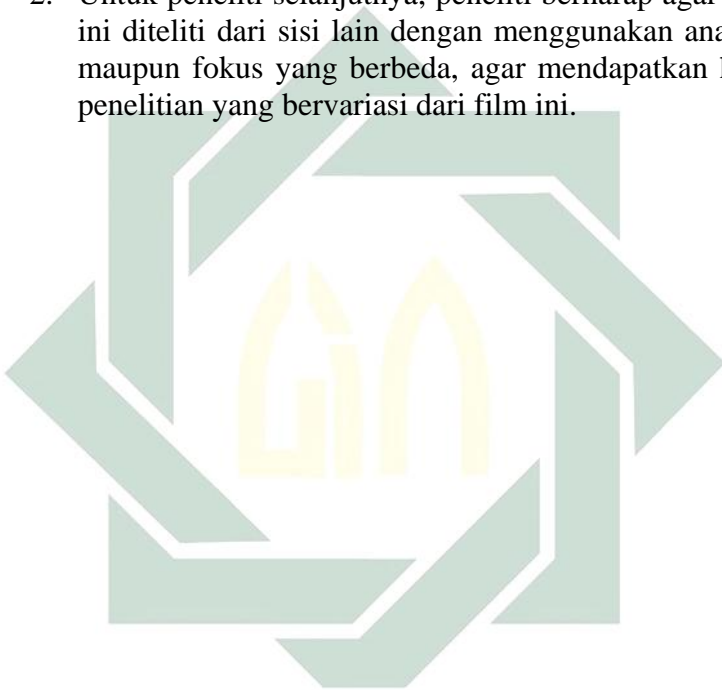 2. Untuk peneliti selanjutnya, peneliti berharap agar
ini diteliti dari sisi lain dengan menggunakan
maupun fokus yang berbeda, agar mendapatkan
penelitian yang bervariasi dari film ini.